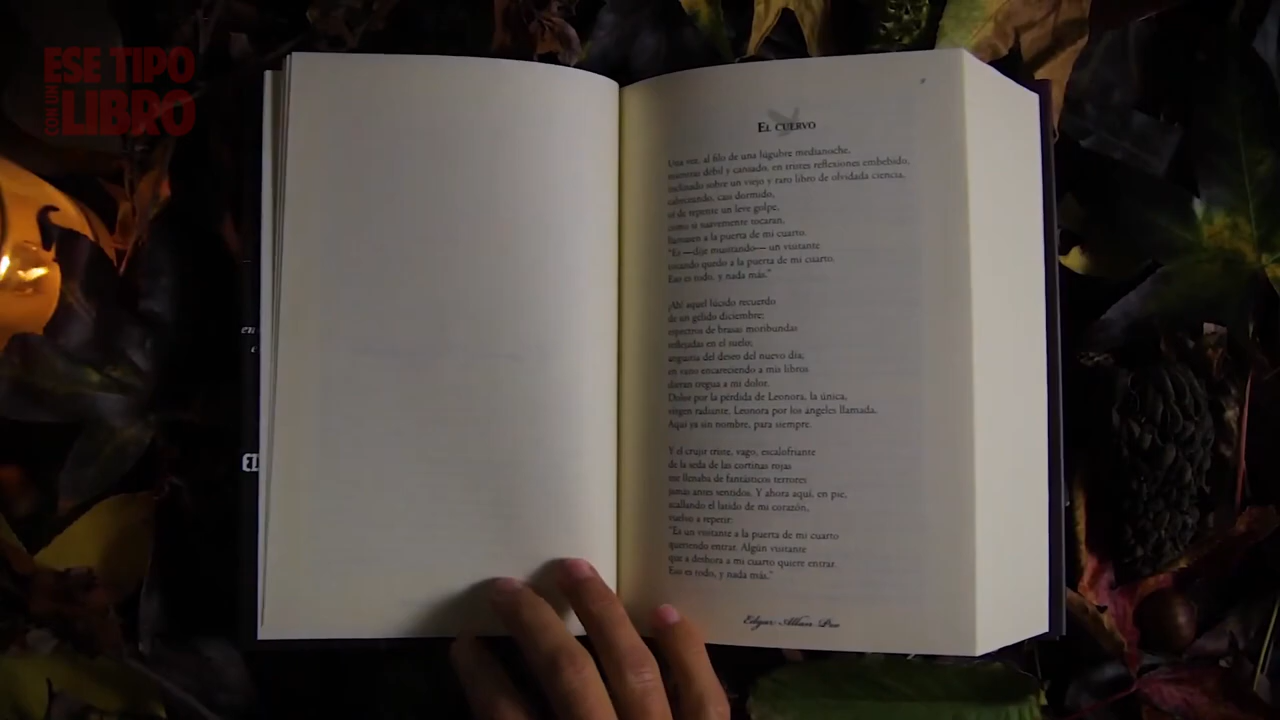 ESE TIPO
CON UN
LIBRO
EL CUERVO
Una vez, al filo de una lúgubre medianoche,
mientras débil y cansado, en tristes reflexiones embebido,
inclinado sobre un viejo y raro libro de olvidada ciencia,
cabeceando, casi dormido,
oí de repente un leve golpe,
como si suavemente tocaran,
llamaran a la puerta de mi cuarto.
"Es —dije musitando— un visitante
tocando quedo a la puerta de mi cuarto.
Eso es todo, y nada más."
¡Ah! aquel lúcido recuerdo
de un gélido diciembre;
espectros de brasas moribundas
reflejadas en el suelo;
angustia del deseo del nuevo día;
en vano encareciendo a mis libros
dieran tregua a mi dolor.
Dolor por la pérdida de Leonora, la única,
virgen radiante, Leonora por los ángeles llamada.
Aquí ya sin nombre, para siempre.
Y el crujir triste, vago, escalofriante
de la seda de las cortinas rojas
me llenaba de fantásticos terrores
jamás antes sentidos. Y ahora aquí, en pie,
acallando el latido de mi corazón,
vuelvo a repetir:
"Es un visitante a la puerta de mi cuarto
queriendo entrar. Algún visitante
que a deshora a mi cuarto quiere entrar.
Eso es todo, y nada más."
Edgar Allan Poe
en